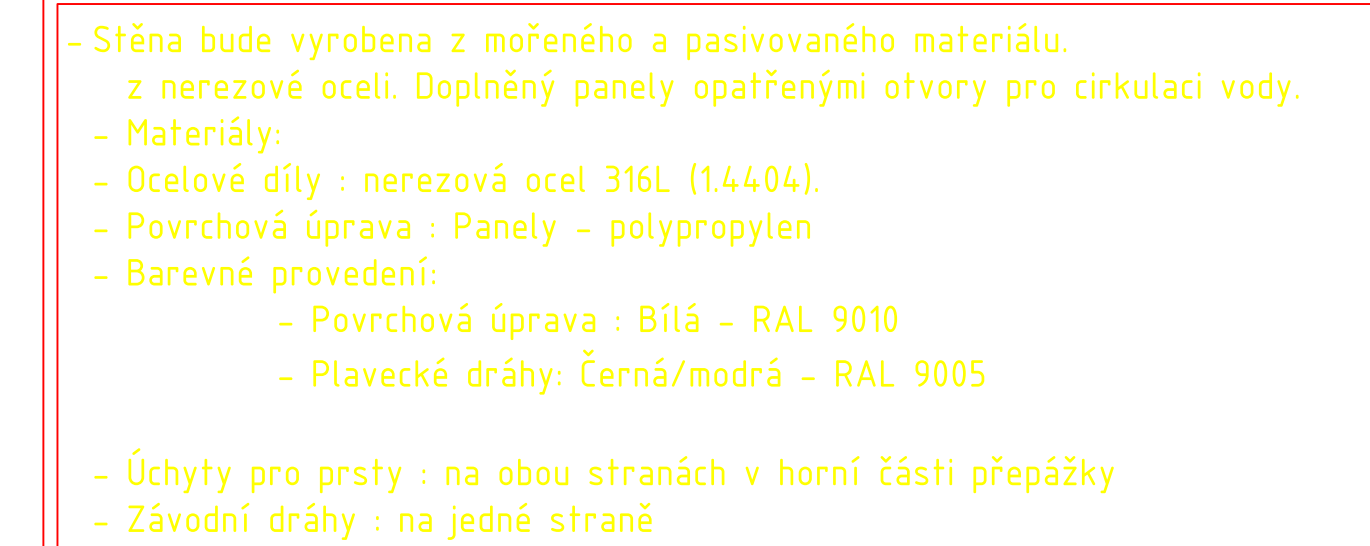 - Stěna bude vyrobena z mořeného a pasivovaného materiálu.
z nerezové oceli. Doplněný panely opatřenými otvory pro cirkulaci vody.
- Materiály:
- Ocelové díly : nerezová ocel 316L (1.4404).
- Povrchová úprava : Panely - polypropylen
- Barevné provedení:
- Povrchová úprava : Bílá - RAL 9010
- Plavecké dráhy: Černá/modrá - RAL 9005
- Úchyty pro prsty : na obou stranách v horní části přepážky
- Závodní dráhy : na jedné straně